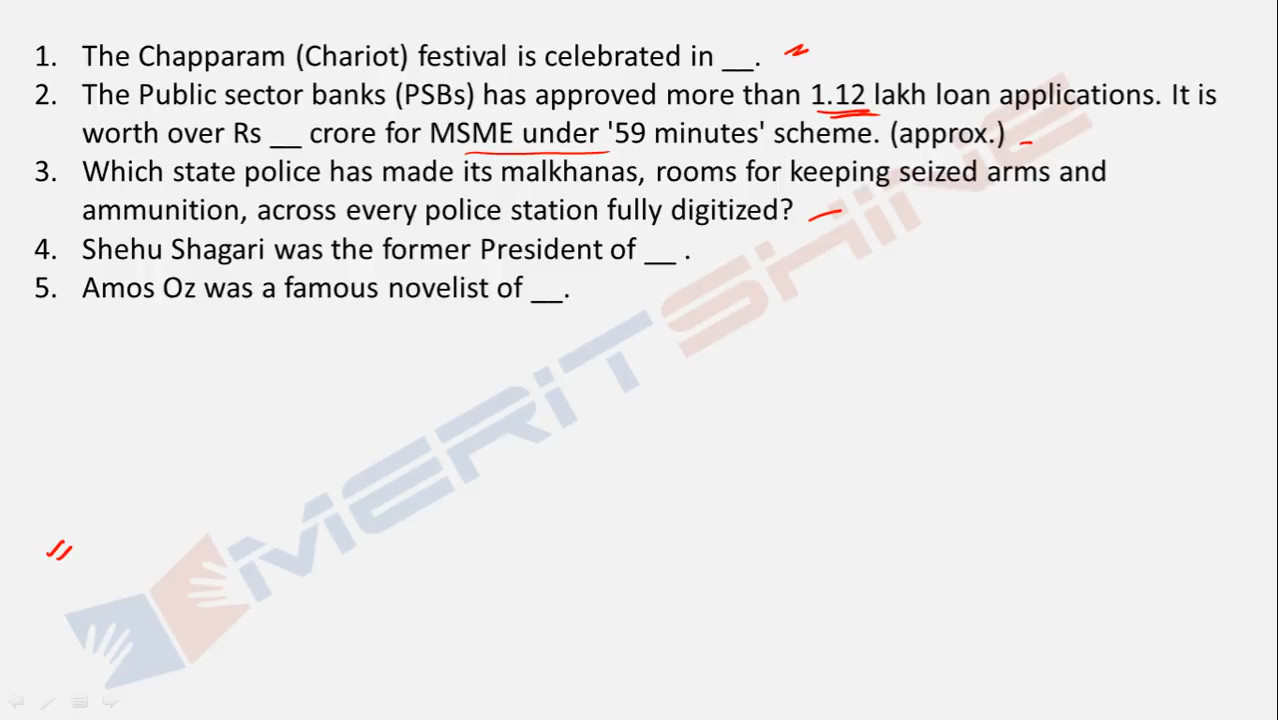 1. The Chapparam (Chariot) festival is celebrated in __.
2. The Public sector banks (PSBs) has approved more than 1.12 lakh loan applications. It is
worth over Rs __ crore for MSME under '59 minutes' scheme. (approx.)
3. Which state police has made its malkhanas, rooms for keeping seized arms and
ammunition, across every police station fully digitized?
4. Shehu Shagari was the former President of __ .
5. Amos Oz was a famous novelist of __.
MERiTSHiNE